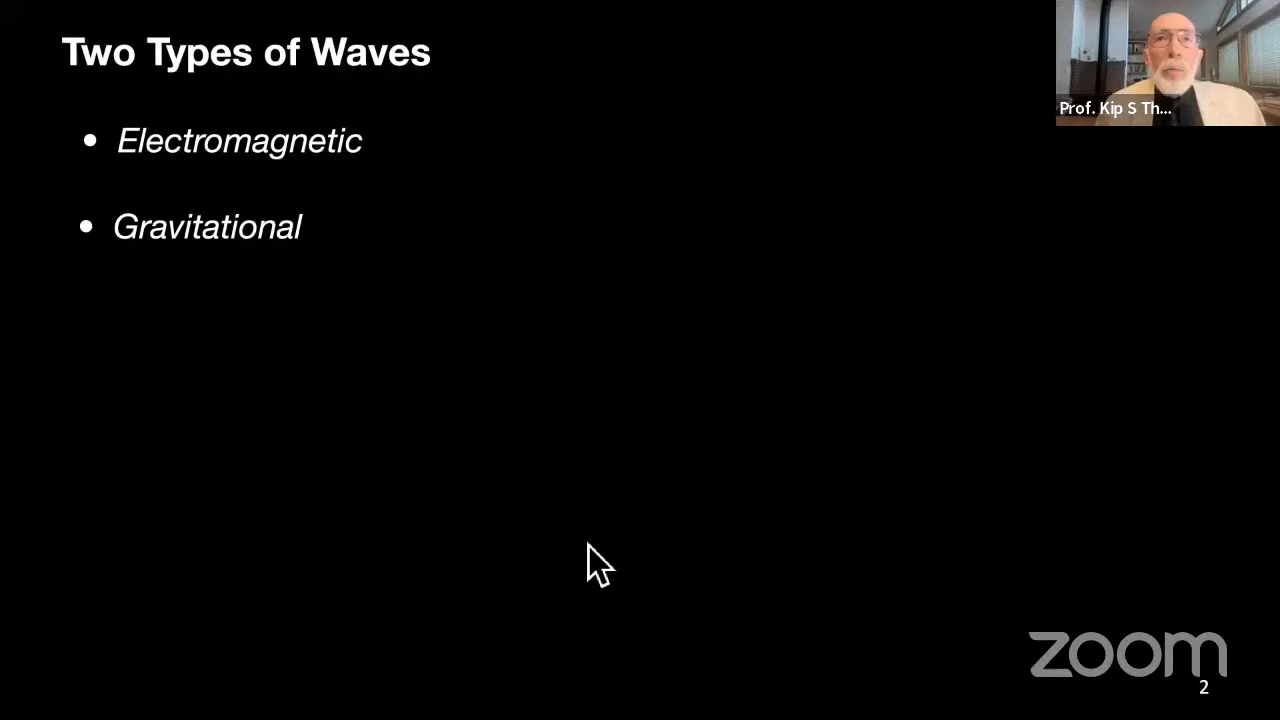 Two Types of Waves
• Electromagnetic
• Gravitational
Prof. Kip S Th...
zoom
2